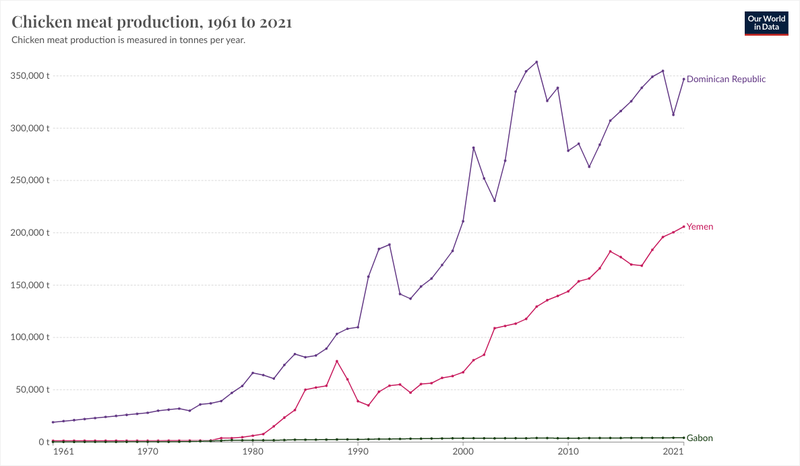 Chicken meat production, 1961 to 2021
Chicken meat production is measured in tonnes per year.
Our World
in Data
350,000 t
300,000 t
250,000 t
200,000 t
150,000 t
100,000 t
50,000 t
0 t
Dominican Republic
Yemen
Gabon
1961
1970
1980
1990
2000
2010
2021